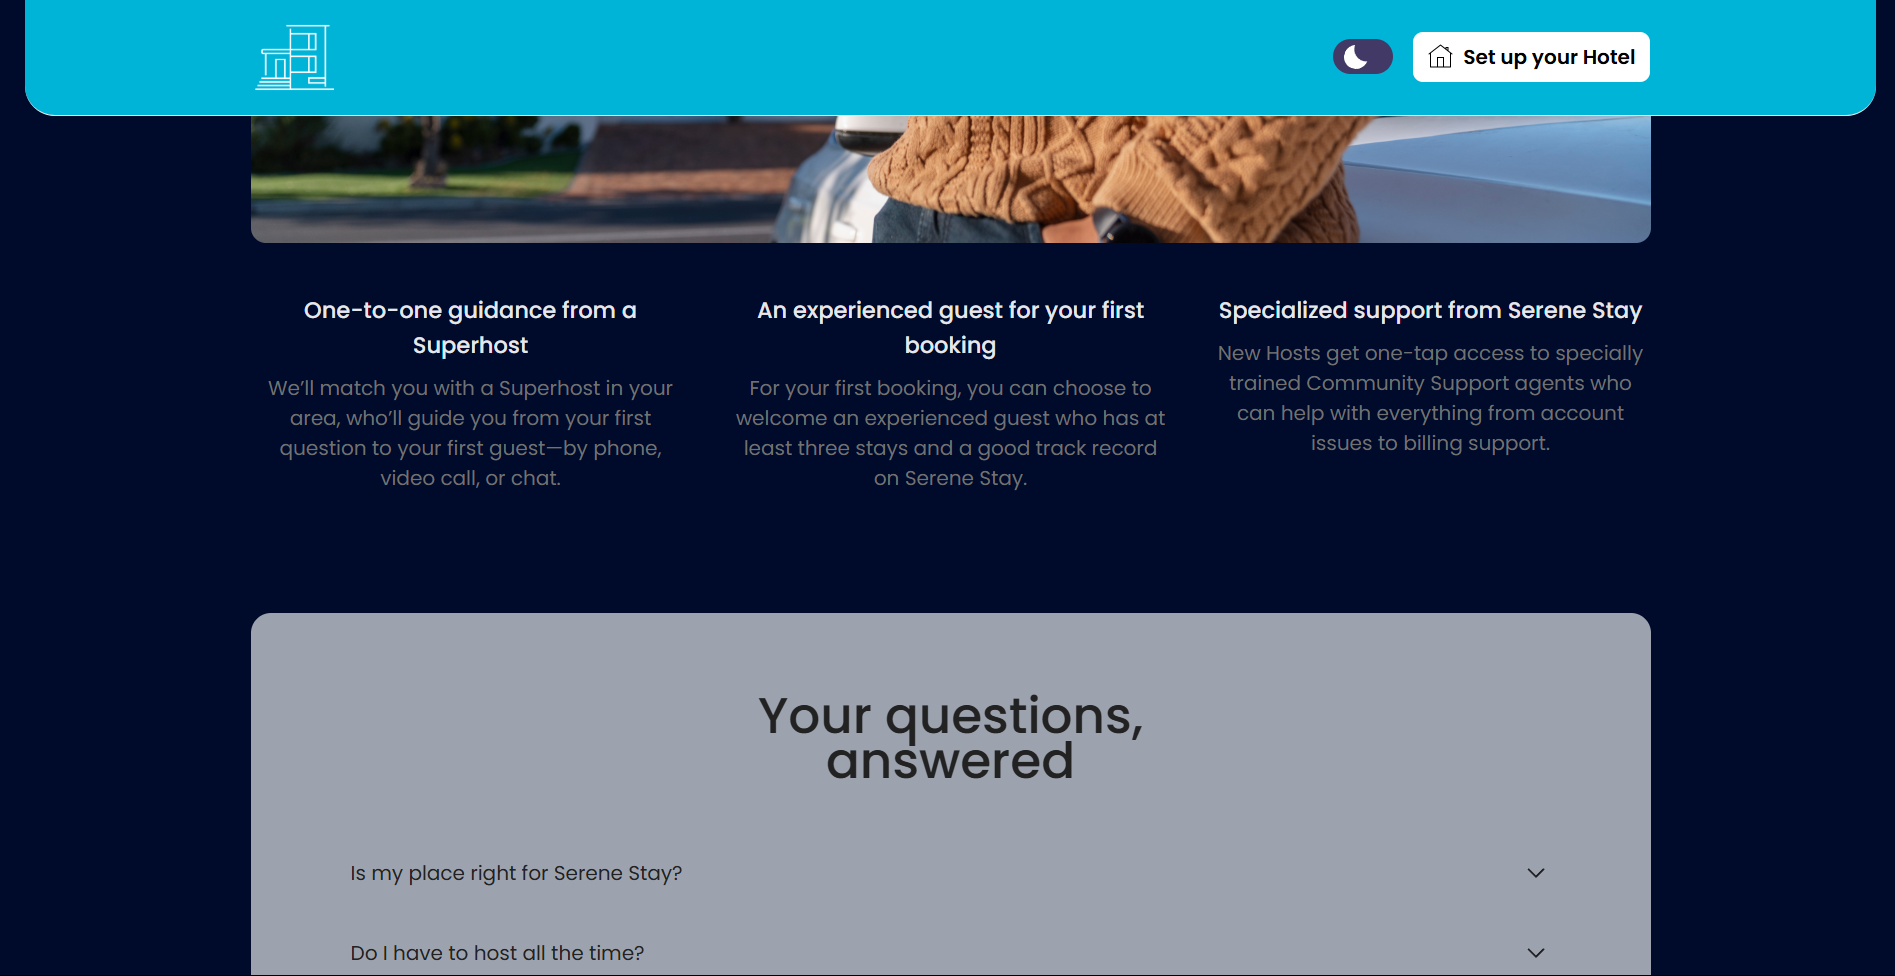 Set up your Hotel
One-to-one guidance from a
Superhost
We’ll match you with a Superhost in your
area, who’ll guide you from your first
question to your first guest—by phone,
video call, or chat.
An experienced guest for your first
booking
For your first booking, you can choose to
welcome an experienced guest who has at
least three stays and a good track record
on Serene Stay.
Specialized support from Serene Stay
New Hosts get one-tap access to specially
trained Community Support agents who
can help with everything from account
issues to billing support.
Your questions,
answered
Is my place right for Serene Stay?
Do I have to host all the time?